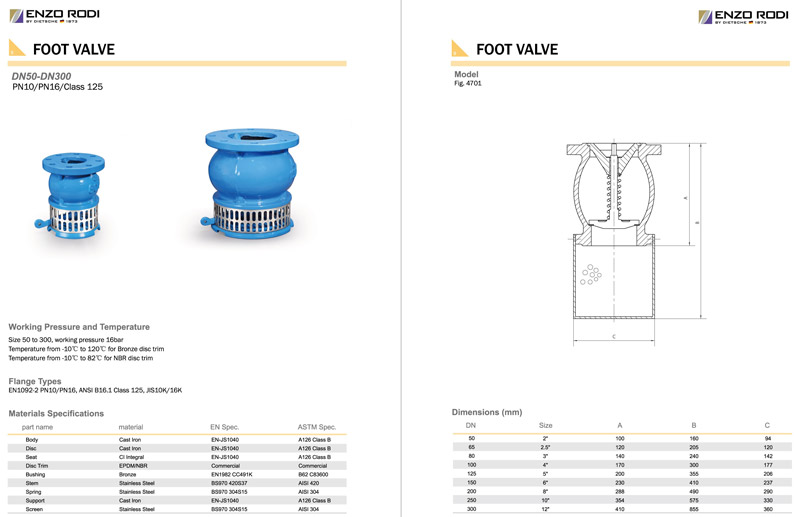 ENZO RODI
BY DIETSCHE 1873
FOOT VALVE
DN50-DN300
PN10/PN16/Class 125
Working Pressure and Temperature
Size 50 to 300, working pressure 16bar
Temperature from -10℃ to 120℃ for Bronze disc trim
Temperature from -10℃ to 82℃ for NBR disc trim
Flange Types
EN1092-2 PN10/PN16, ANSI B16.1 Class 125, JIS10K/16K
Materials Specifications
part name material EN Spec. ASTM Spec.
Body Cast Iron EN-JS1040 A126 Class B
Disc Cast Iron EN-JS1040 A126 Class B
Seat CI Integral EN-JS1040 A126 Class B
Disc Trim EPDM/NBR Commercial Commercial
Bushing Bronze EN1982 CC491K B62 C83600
Stem Stainless Steel BS970 420S37 AISI 420
Spring Stainless Steel BS970 304S15 AISI 304
Support Cast Iron EN-JS1040 A126 Class B
Screen Stainless Steel BS970 304S15 AISI 304
ENZO RODI
BY DIETSCHE 1873
FOOT VALVE
Model
Fig. 4701
A
B
C
Dimensions (mm)
DN Size A B C
50 2" 100 160 94
65 2.5" 120 205 120
80 3" 140 240 142
100 4" 170 300 177
125 5" 200 355 206
150 6" 230 410 237
200 8" 288 490 290
250 10" 354 575 330
300 12" 410 855 360